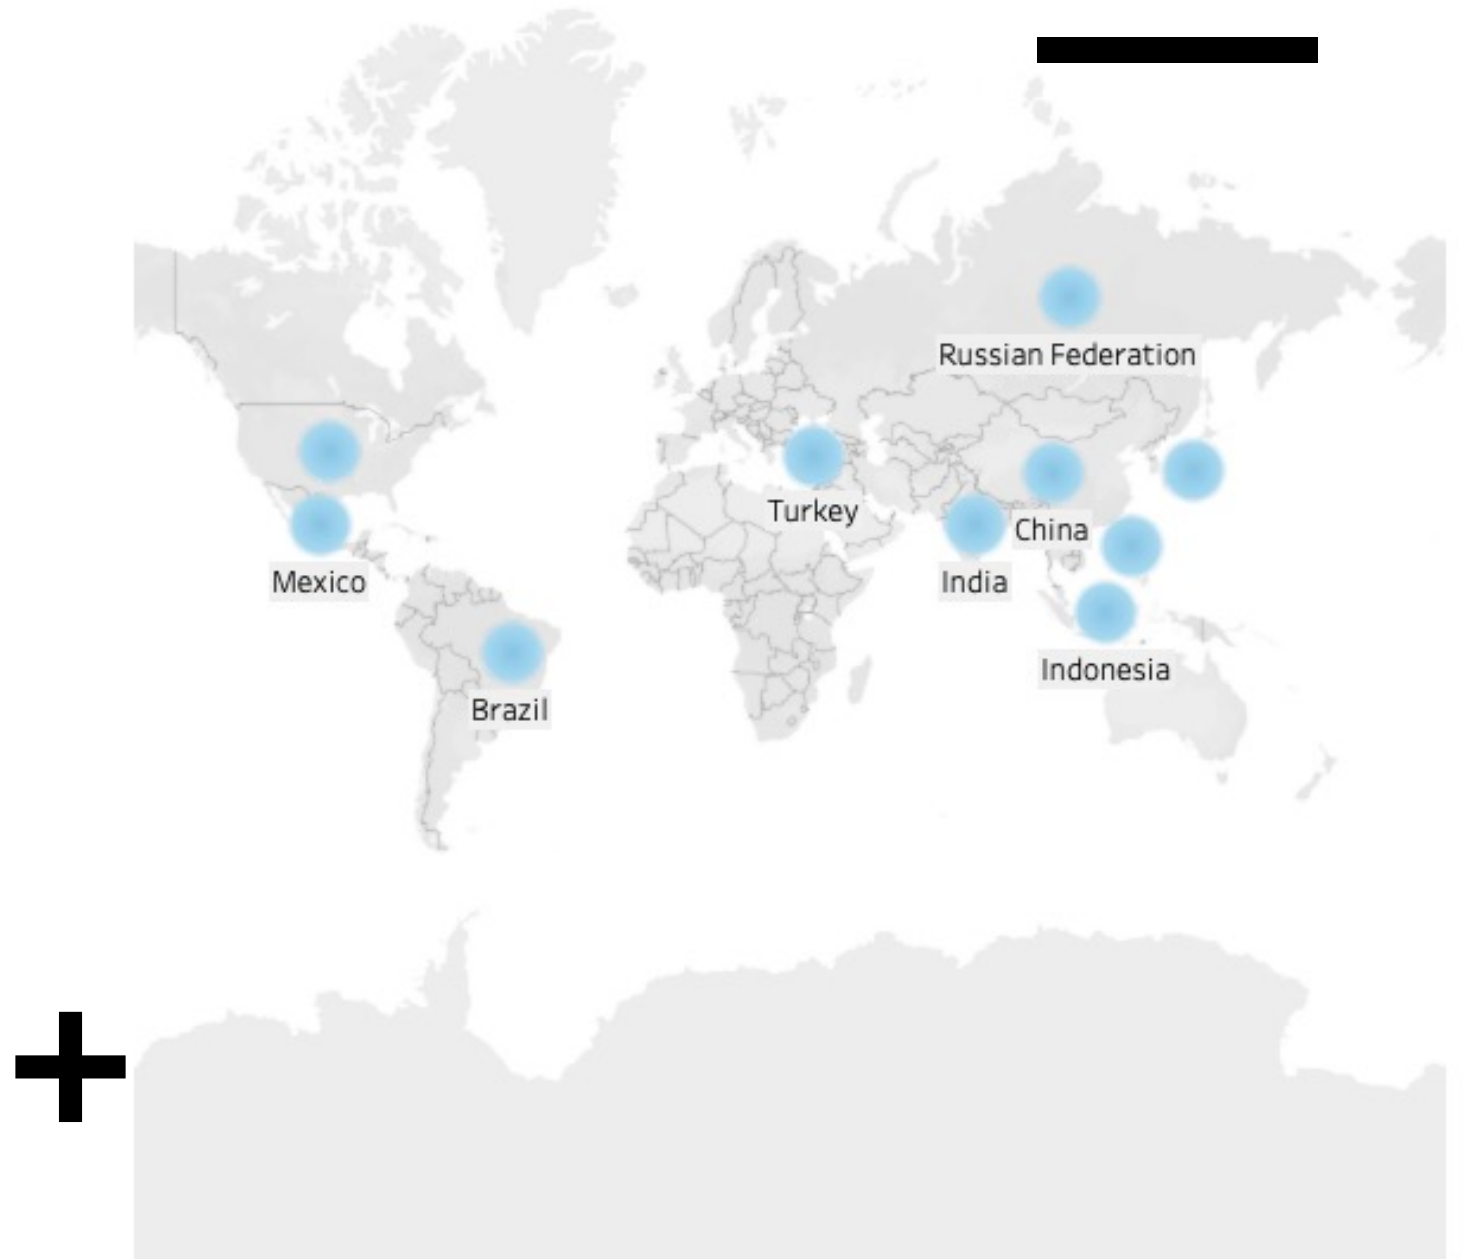 Russian Federation
Turkey
China
Mexico
India
Indonesia
Brazil